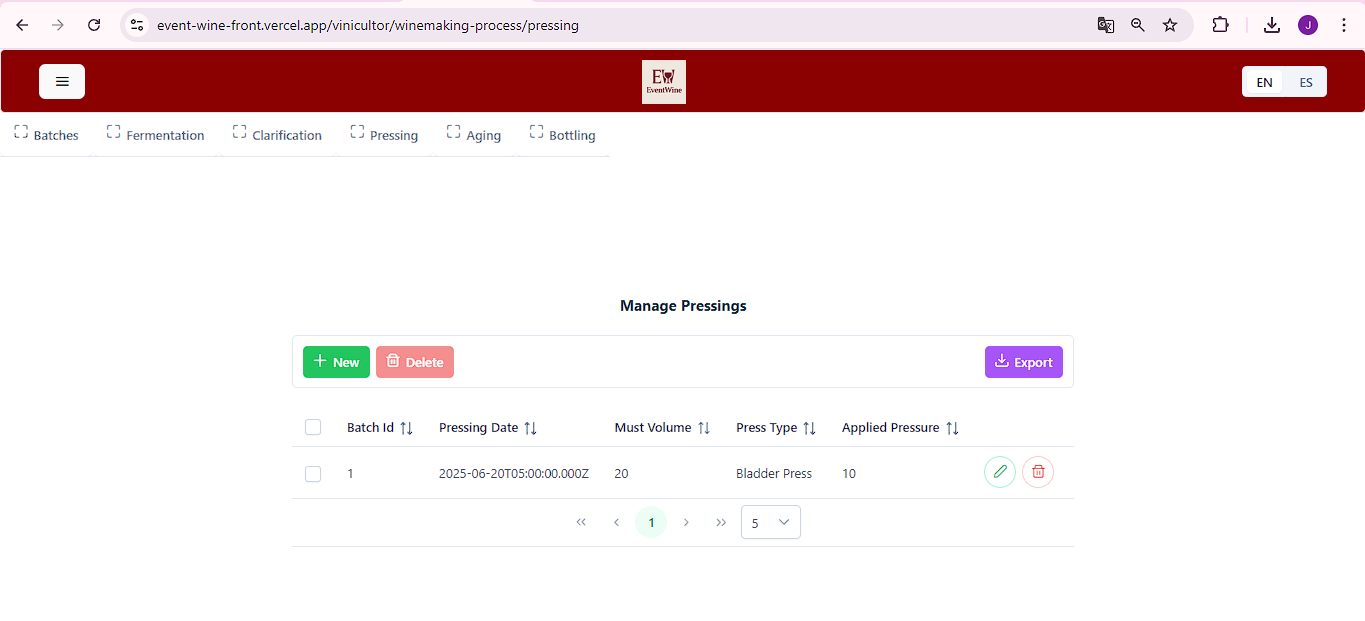 event-wine-front.vercel.app/vinicultor/winemaking-process/pressing
J
EW
EventWine
EN ES
Batches Fermentation Clarification Pressing Aging Bottling
Manage Pressings
New Delete Export
Batch Id Pressing Date Must Volume Press Type Applied Pressure
1 2025-06-20T05:00:00.000Z 20 Bladder Press 10
1 5